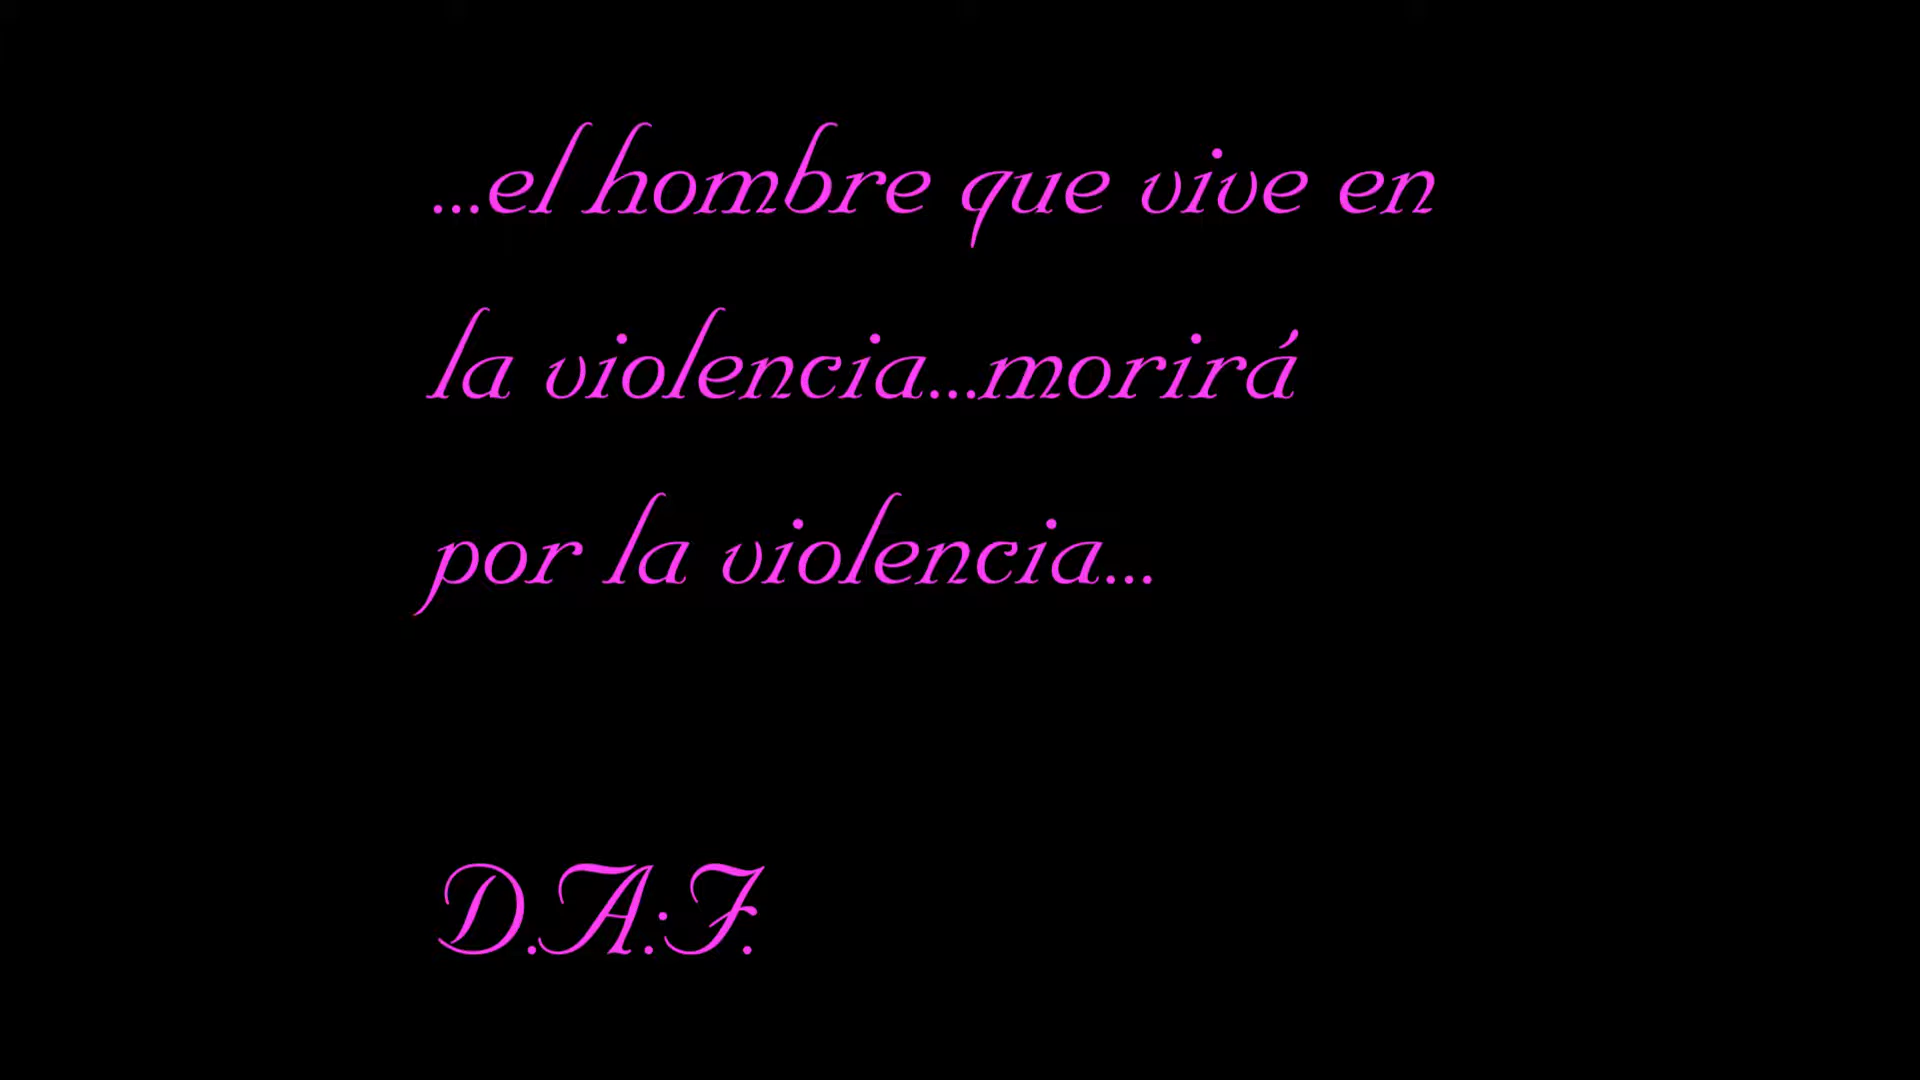 ...el hombre que vive en
la violencia...morirá
por la violencia...
D.A:F.